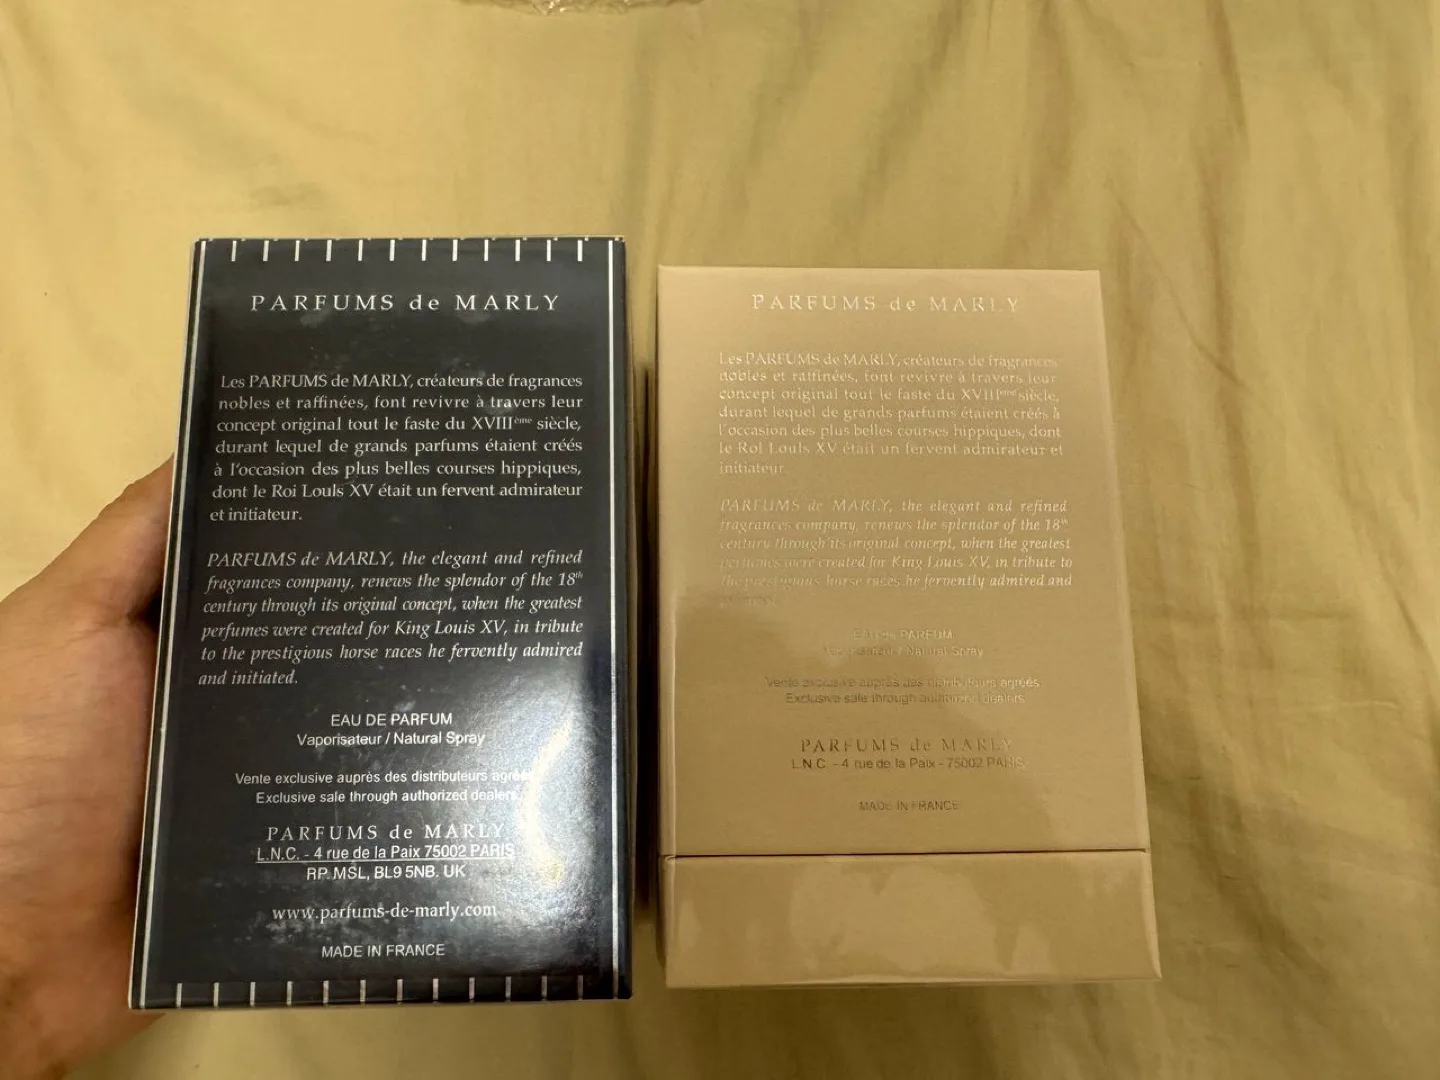 PARFUMS de MARLY
Les PARFUMS de MARLY, créateurs de fragrances
nobles et raffinées, font revivre à travers leur
concept original tout le faste du XVIIIème siècle,
durant lequel de grands parfums étaient créés
à l'occasion des plus belles courses hippiques,
dont le Roi Louis XV était un fervent admirateur
et initiateur.
PARFUMS de MARLY, the elegant and refined
fragrances company, renews the splendor of the 18th
century through its original concept, when the greatest
perfumes were created for King Louis XV, in tribute
to the prestigious horse races he fervently admired
and initiated.
EAU DE PARFUM
Vaporisateur / Natural Spray
Vente exclusive auprès des distributeurs agréés
Exclusive sale through authorized dealers
PARFUMS de MARLY
L.N.C. - 4 rue de la Paix 75002 PARIS
RP. MSL, BL9 5NB. UK
www.parfums-de-marly.com
MADE IN FRANCE
PARFUMS de MARLY
Les PARFUMS de MARLY, créateurs de fragrances
nobles et raffinées, font revivre à travers leur
concept original tout le faste du XVIIIème siècle,
durant lequel de grands parfums étaient créés à
l'occasion des plus belles courses hippiques, dont
le Roi Louis XV était un fervent admirateur et
initiateur.
PARFUMS de MARLY, the elegant and refined
fragrances company, renews the splendor of the 18th
century through its original concept, when the greatest
perfumes were created for King Louis XV, in tribute to
the prestigious horse races he fervently admired and
EAU de PARFUM
Vaporisateur / Natural Spray
Vente exclusive auprès des distributeurs agréés
Exclusive sale through authorized dealers
PARFUMS de MARLY
L.N.C. - 4 rue de la Paix - 75002 PARIS
MADE IN FRANCE